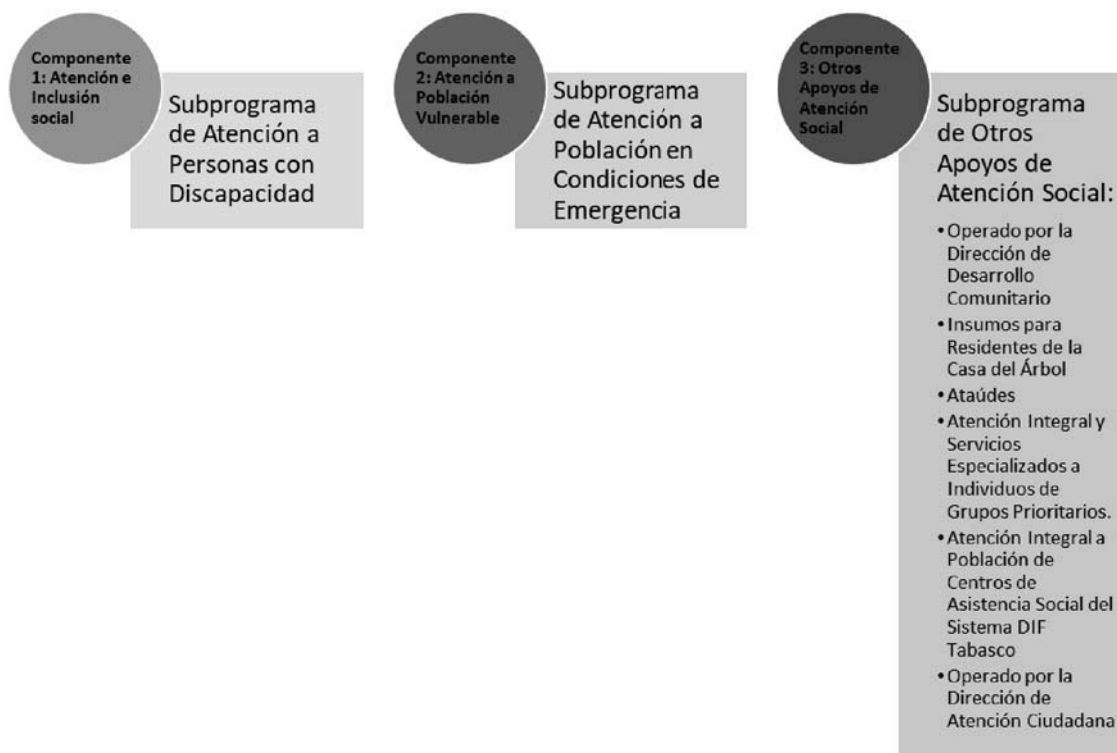 Componente
1: Atención e
Inclusión
social
Subprograma
de Atención a
Personas con
Discapacidad
Componente
2: Atención a
Población
Vulnerable
Subprograma
de Atención a
Población en
Condiciones de
Emergencia
Componente
3: Otros
Apoyos de
Atención
Social
Subprograma
de Otros
Apoyos de
Atención Social:
• Operado por la
Dirección de
Desarrollo
Comunitario
• Insumos para
Residentes de la
Casa del Árbol
• Ataúdes
• Atención Integral y
Servicios
Especializados a
Individuos de
Grupos Prioritarios.
• Atención Integral a
Población de
Centros de
Asistencia Social del
Sistema DIF
Tabasco
• Operado por la
Dirección de
Atención Ciudadana